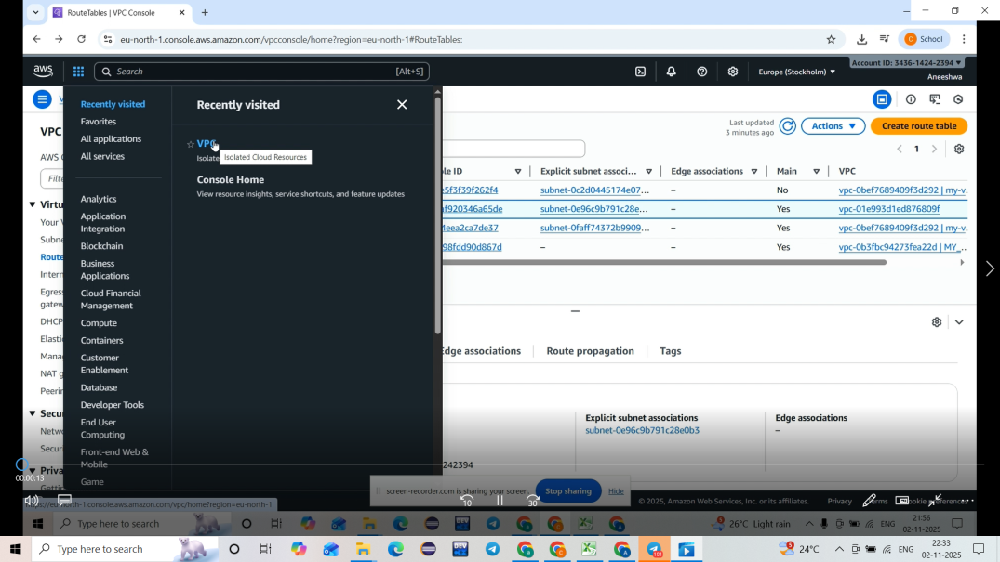 RouteTables | VPC Console
eu-north-1.console.aws.amazon.com/vpcconsole/home?region=eu-north-1#RouteTables:
School
aws
Search
[Alt+S]
Europe (Stockholm)
Account ID: 3436-1424-2394
Aneeshwa
Recently visited
Favorites
All applications
All services
Analytics
Application
Integration
Blockchain
Business
Applications
Cloud Financial
Management
Compute
Containers
Customer
Enablement
Database
Developer Tools
End User
Computing
Front-end Web &
Mobile
Game
Recently visited
VPC
Isolate
Isolated Cloud Resources
Console Home
View resource insights, service shortcuts, and feature updates
VPC
AWS
Filt
Virtu
Your V
Subne
Route
Intern
Egres
gatew
DHCP
Elasti
Mana
NAT g
Peeri
Secu
Netw
Secur
Priva
Last updated
3 minutes ago
Actions
Create route table
1
le ID
Explicit subnet associ...
Edge associations
Main
VPC
e5f3f39f262f4
subnet-0c2d0445174e07...
–
No
vpc-0bef7689409f3d292 | my-v.
af920346a65de
subnet-0e96c9b791c28e...
–
Yes
vpc-01e993d1ed876809f
4eea2ca7de37
subnet-0faff74372b9909...
–
Yes
vpc-0bef7689409f3d292 | my-v.
98fdd90d867d
–
–
Yes
vpc-0b3fbc94273fea22d | MY_..
Edge associations
Route propagation
Tags
Explicit subnet associations
subnet-0e96c9b791c28e0b3
Edge associations
–
242394
00:00:13
screen-recorder.com is sharing your screen.
Stop sharing
Hide
10
30
© 2025, Amazon Web Services, Inc. or its affiliates.
Privacy
Terms
Cookie preferences
https://eu-north-1.console.aws.amazon.com/vpc/home?region=eu-north-1
Type here to search
26°C Light rain
ENG
21:56
02-11-2025
Type here to search
DEV
24°C
ENG
22:33
02-11-2025